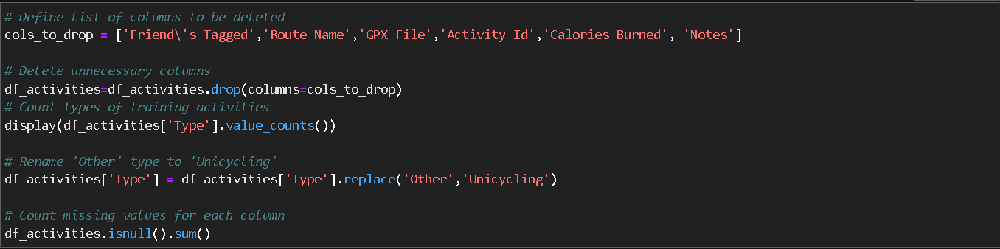 # Define list of columns to be deleted
cols_to_drop = ['Friend\'s Tagged','Route Name','GPX File','Activity Id','Calories Burned', 'Notes']
# Delete unnecessary columns
df_activities=df_activities.drop(columns=cols_to_drop)
# Count types of training activities
display(df_activities['Type'].value_counts())
# Rename 'Other' type to 'Unicycling'
df_activities['Type'] = df_activities['Type'].replace('Other','Unicycling')
# Count missing values for each column
df_activities.isnull().sum()